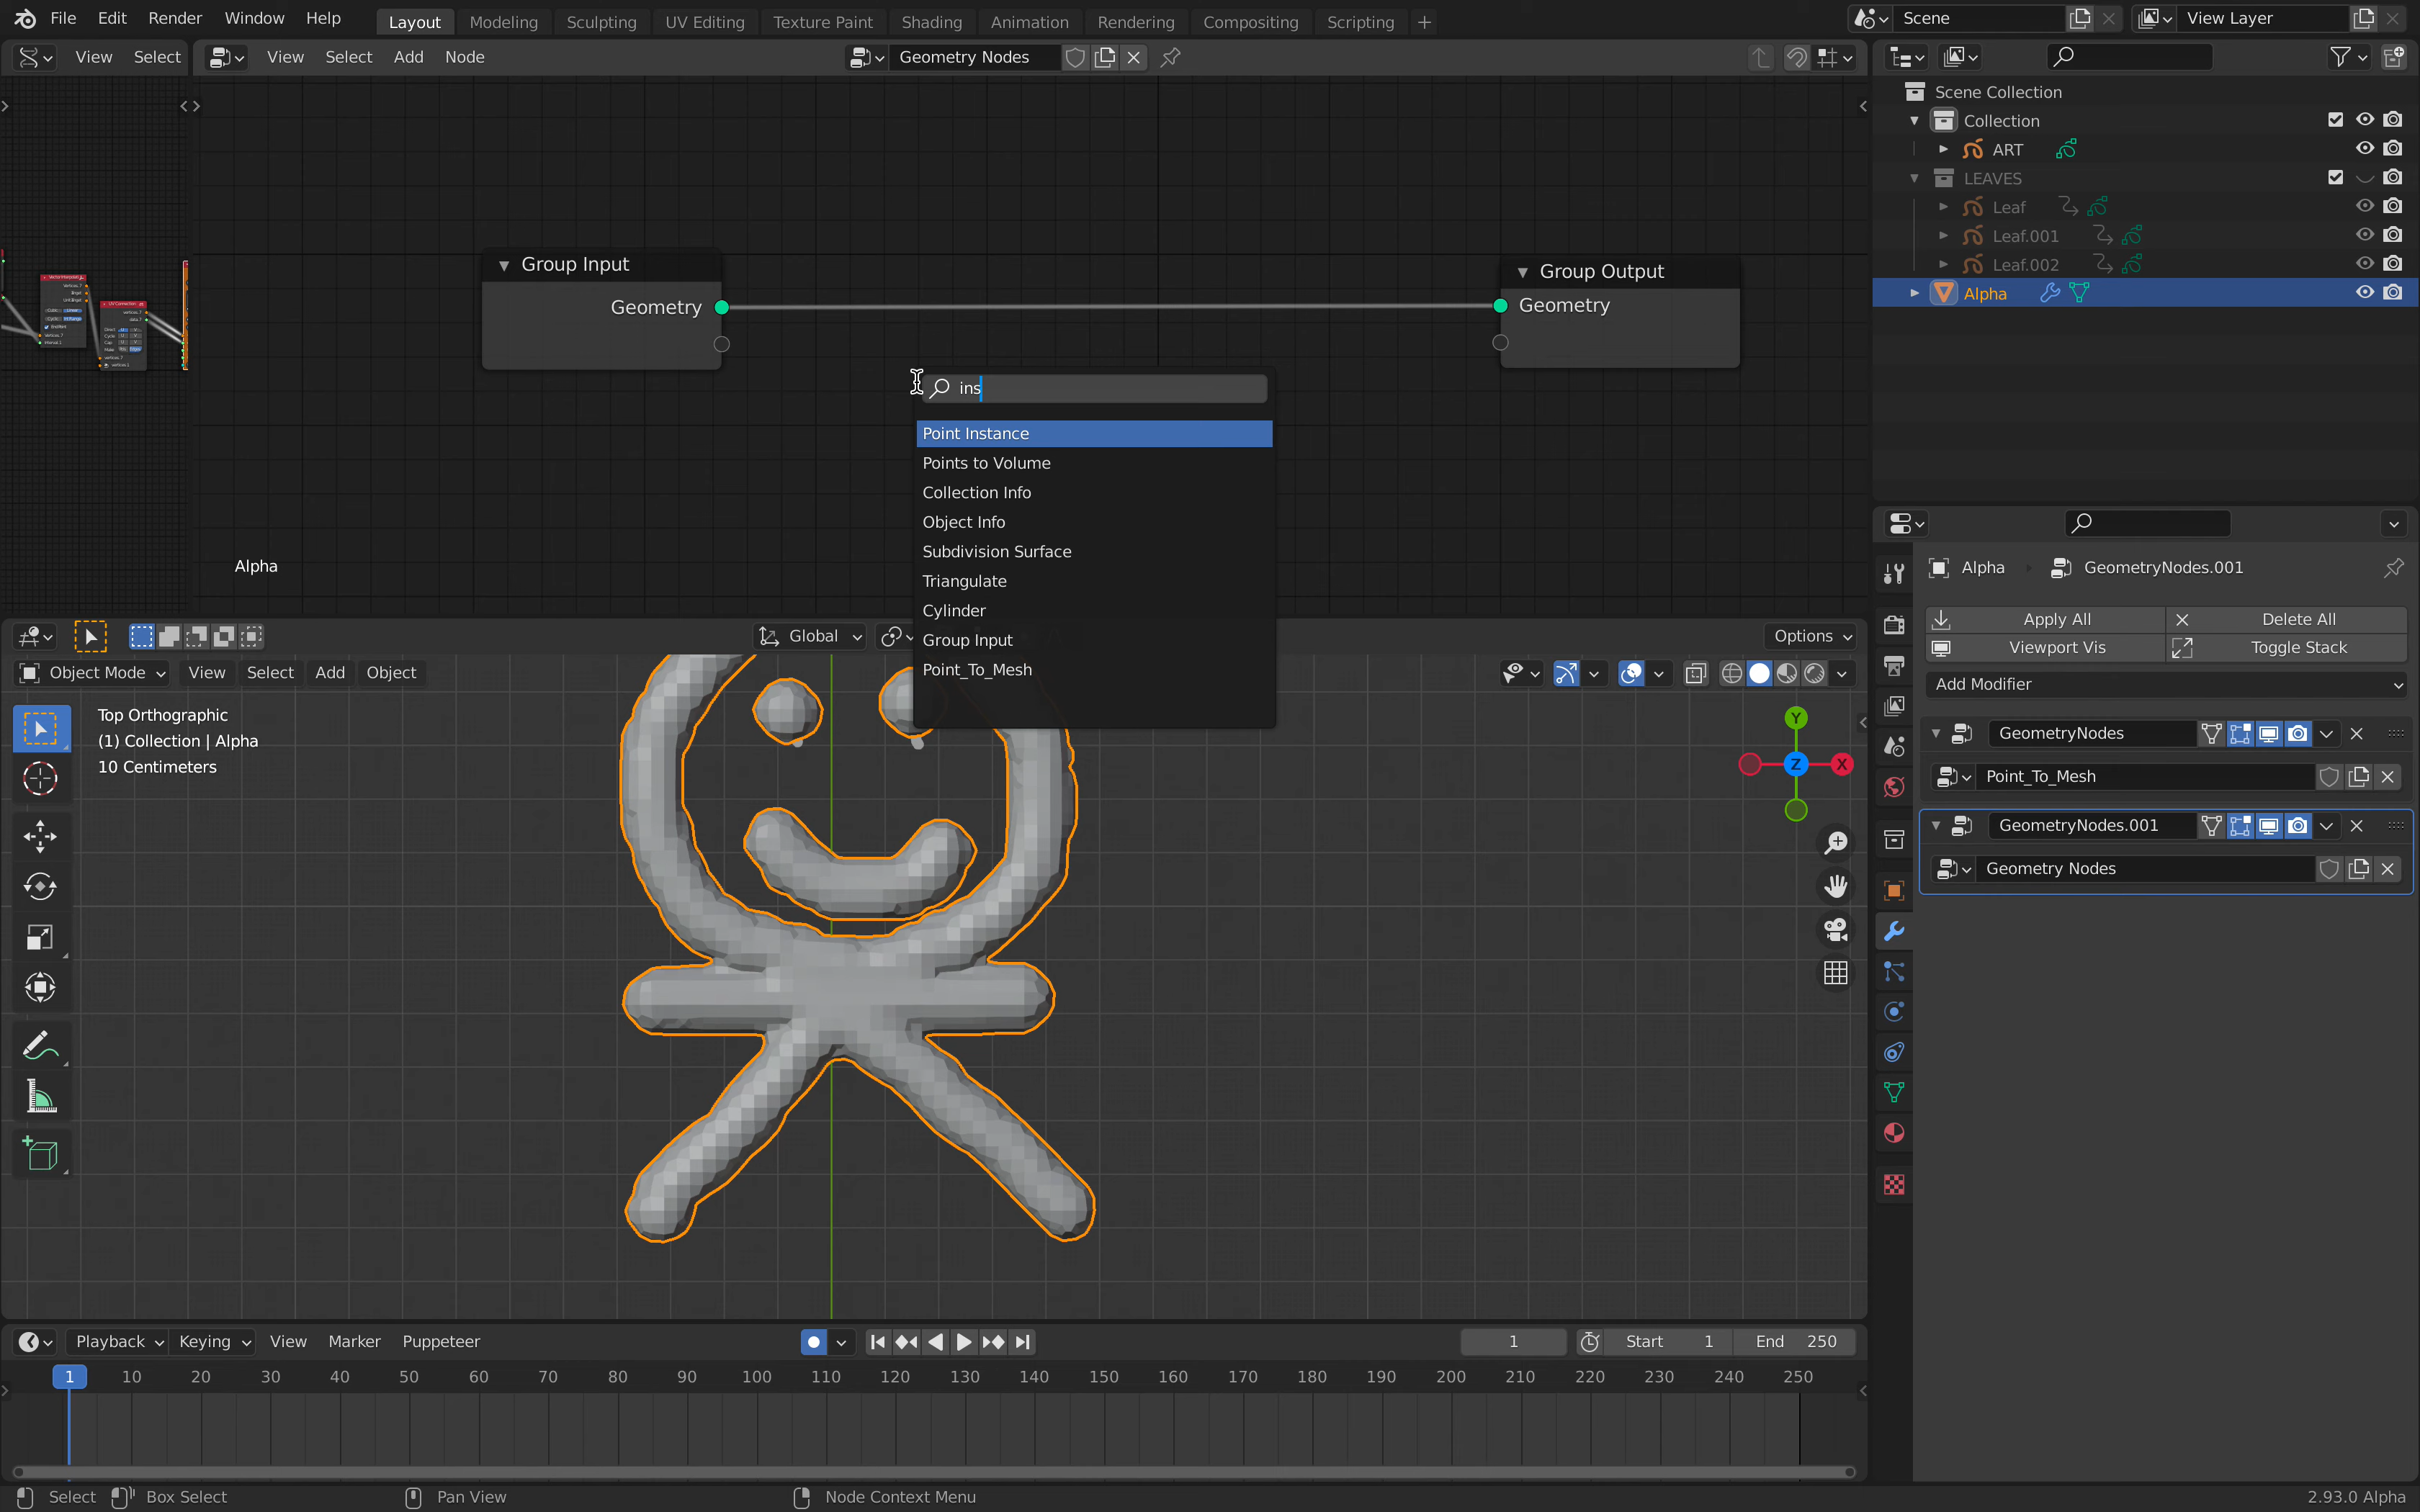 File Edit Render Window Help Layout Modeling Sculpting UV Editing Texture Paint Shading Animation Rendering Compositing Scripting + Scene View Layer
View Select View Select Add Node Geometry Nodes
Scene Collection
Collection
ART
LEAVES
Leaf
Leaf.001
Leaf.002
Alpha
Group Input
Geometry
Group Output
Geometry
ins
Point Instance
Points to Volume
Collection Info
Object Info
Subdivision Surface
Triangulate
Cylinder
Group Input
Point_To_Mesh
Alpha
Global Options
Object Mode View Select Add Object
Top Orthographic
(1) Collection | Alpha
10 Centimeters
Y
Z X
Alpha GeometryNodes.001
Apply All Delete All
Viewport Vis Toggle Stack
Add Modifier
GeometryNodes
Point_To_Mesh
GeometryNodes.001
Geometry Nodes
Playback Keying View Marker Puppeteer 1 Start 1 End 250
1 10 20 30 40 50 60 70 80 90 100 110 120 130 140 150 160 170 180 190 200 210 220 230 240 250
Select Box Select Pan View Node Context Menu 2.93.0 Alpha